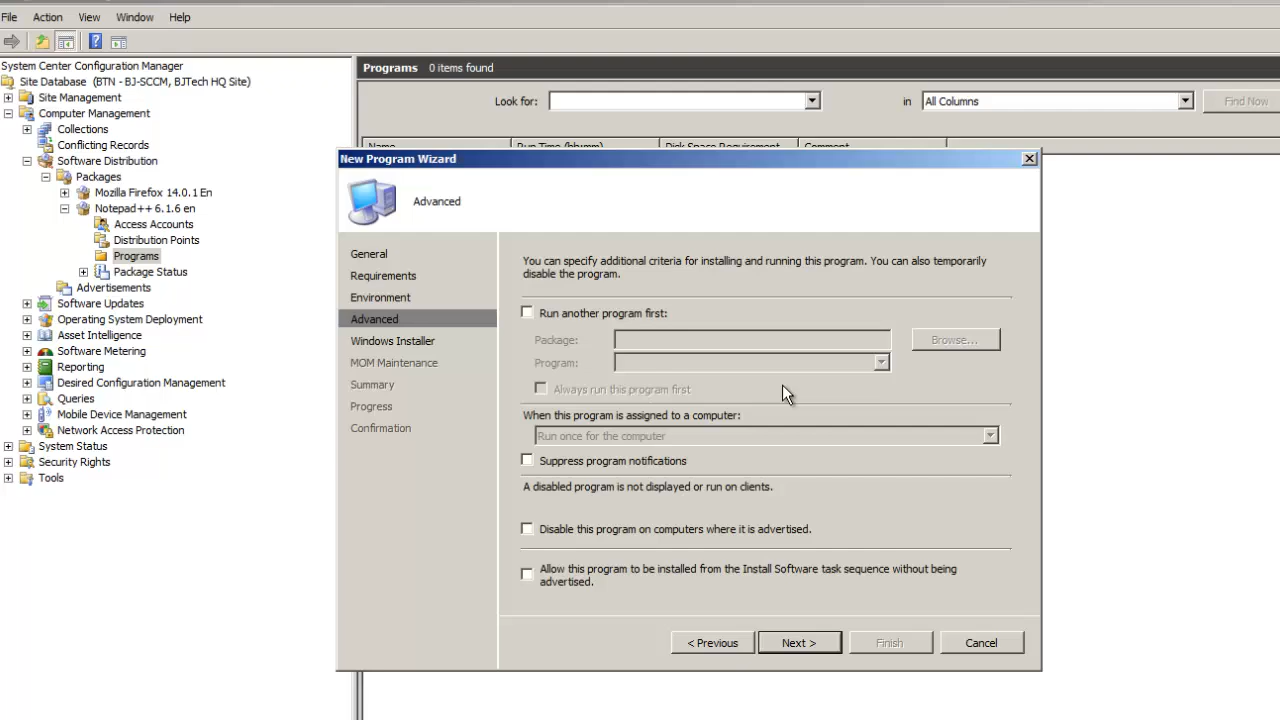 File Action View Window Help
System Center Configuration Manager
Site Database (BTN - BJ-SCCM, BJTech HQ Site)
Site Management
Computer Management
Collections
Conflicting Records
Software Distribution
Packages
Mozilla Firefox 14.0.1 En
Notepad++ 6.1.6 en
Access Accounts
Distribution Points
Programs
Package Status
Advertisements
Software Updates
Operating System Deployment
Asset Intelligence
Software Metering
Reporting
Desired Configuration Management
Queries
Mobile Device Management
Network Access Protection
System Status
Security Rights
Tools
Programs 0 items found
Look for: in All Columns Find Now
Name Run Time (hh:mm) Disk Space Requirement Comment
New Program Wizard
Advanced
General
Requirements
Environment
Advanced
Windows Installer
MOM Maintenance
Summary
Progress
Confirmation
You can specify additional criteria for installing and running this program. You can also temporarily
disable the program.
Run another program first:
Package: Browse...
Program:
Always run this program first
When this program is assigned to a computer:
Run once for the computer
Suppress program notifications
A disabled program is not displayed or run on clients.
Disable this program on computers where it is advertised.
Allow this program to be installed from the Install Software task sequence without being
advertised.
< Previous Next > Finish Cancel